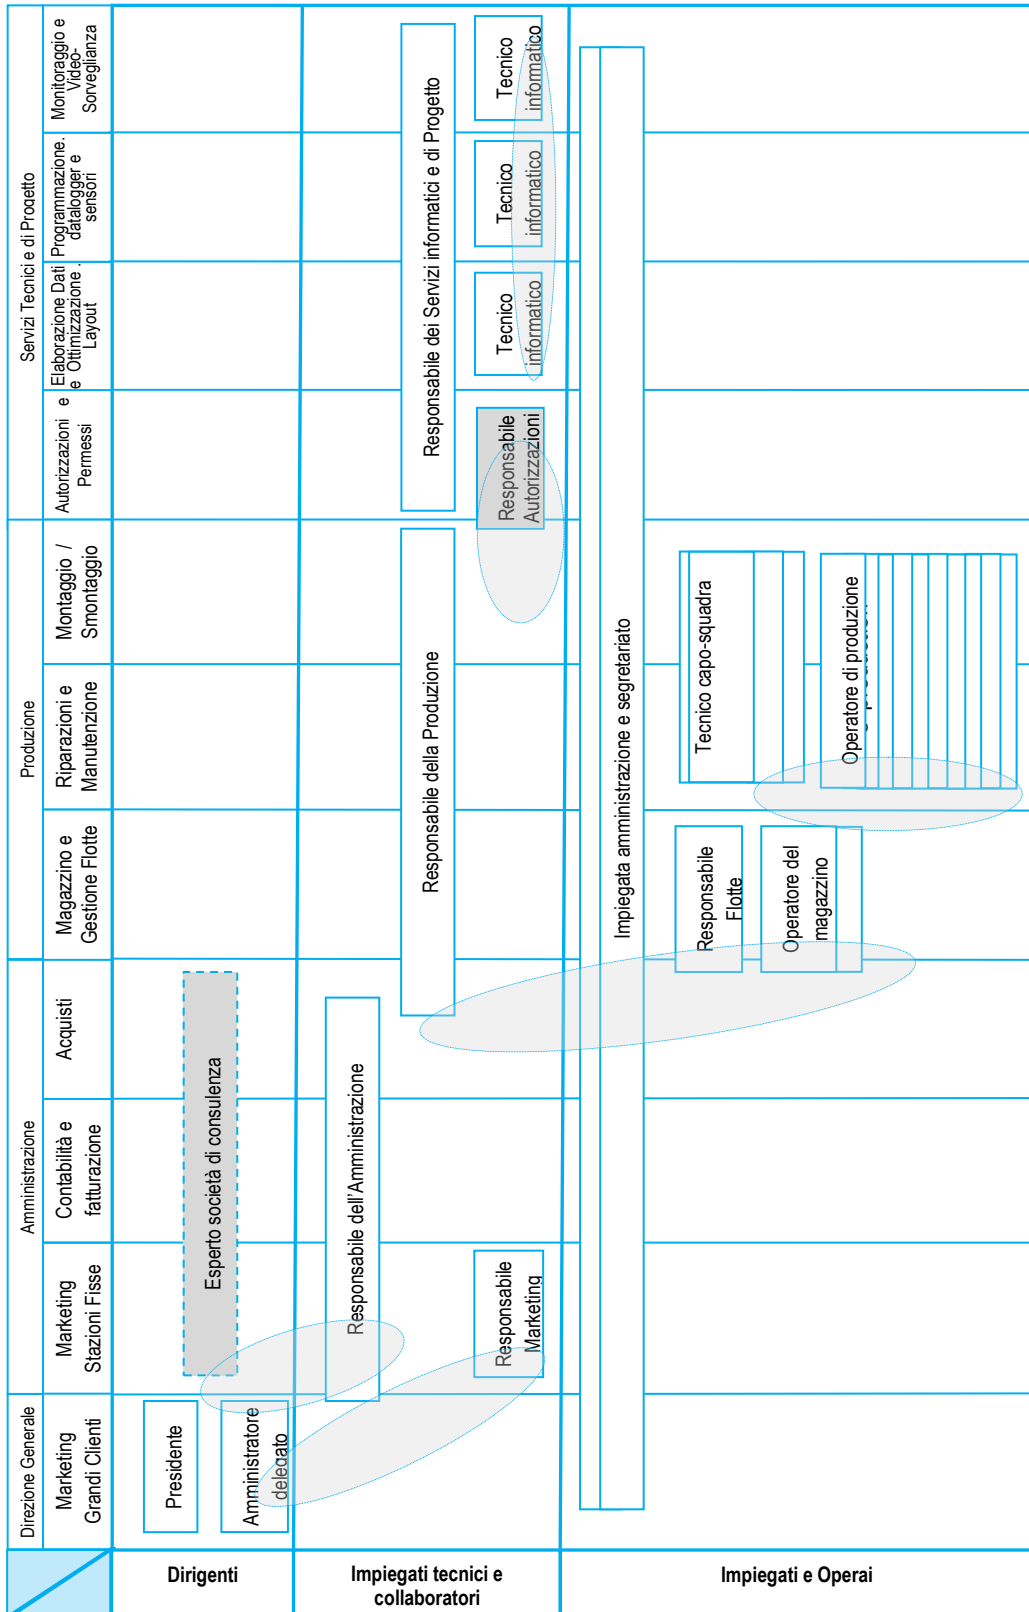 Direzione Generale
Amministrazione
Produzione
Servizi Tecnici e di Progetto
Marketing
Grandi Clienti
Marketing
Stazioni Fisse
Contabilità e
fatturazione
Acquisti
Magazzino e
Gestione Flotte
Riparazioni e
Manutenzione
Montaggio /
Smontaggio
Autorizzazioni e
Permessi
Elaborazione Dati
e Ottimizzazione .
Layout
Programmazione.
datalogger e
sensori
Monitoraggio e
Video-
Sorveglianza
Dirigenti
Presidente
Esperto società di consulenza
Amministratore
delegato
Impiegati tecnici e
collaboratori
Responsabile dell'Amministrazione
Responsabile della Produzione
Responsabile dei Servizi informatici e di Progetto
Responsabile
Marketing
Responsabile
Autorizzazioni
Tecnico
informatico
Tecnico
informatico
Tecnico
informatico
Impiegati e Operai
Impiegata amministrazione e segretariato
Responsabile
Flotte
Tecnico capo-squadra
Operatore del
magazzino
Operatore di produzione